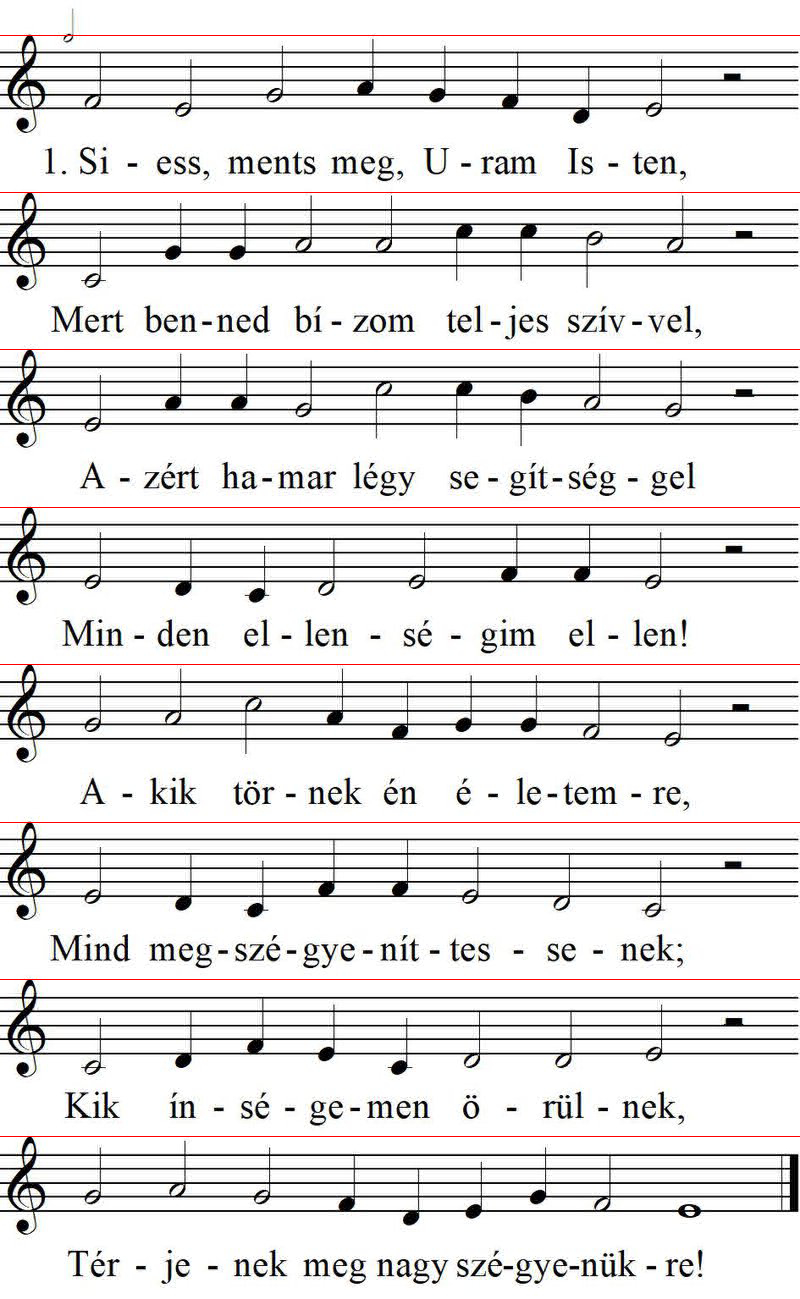 1. Si - ess, ments meg, U - ram Is - ten,
Mert ben - ned bí - zom tel - jes szív - vel,
A - zért ha - mar légy se - gít - ség - gel
Min - den el - len - sé - gim el - len!
A - kik tör - nek én é - le - tem - re,
Mind meg - szé - gye - nít - tes - se - nek;
Kik ín - sé - ge - men ö - rül - nek,
Tér - je - nek meg nagy szé - gye - nük - re!